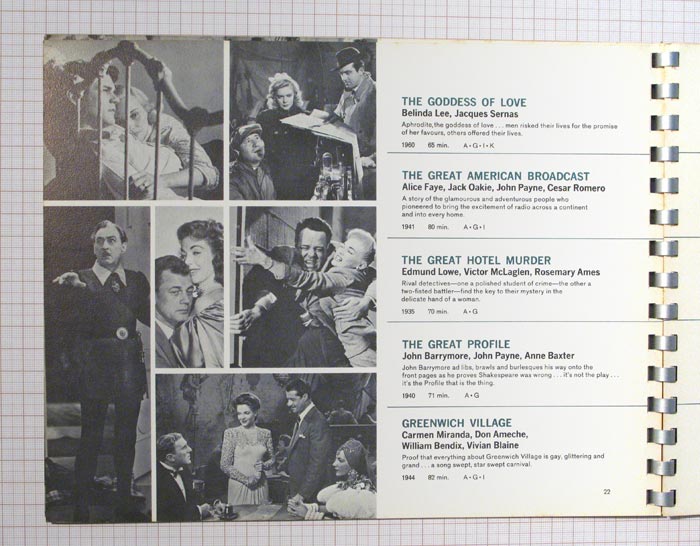 THE GODDESS OF LOVE
Belinda Lee, Jacques Sernas
Aphrodite, the goddess of love . . . men risked their lives for the promise
of her favours, others offered their lives.
1960 65 min. A • G • I • K
THE GREAT AMERICAN BROADCAST
Alice Faye, Jack Oakie, John Payne, Cesar Romero
A story of the glamourous and adventurous people who
pioneered to bring the excitement of radio across a continent
and into every home.
1941 80 min. A • G • I
THE GREAT HOTEL MURDER
Edmund Lowe, Victor McLaglen, Rosemary Ames
Rival detectives—one a polished student of crime—the other a
two-fisted battler—find the key to their mystery in the
delicate hand of a woman.
1935 70 min. A • G
THE GREAT PROFILE
John Barrymore, John Payne, Anne Baxter
John Barrymore ad libs, brawls and burlesques his way onto the
front pages as he proves Shakespeare was wrong . . . it's not the play . . .
it's the Profile that is the thing.
1940 71 min. A • G
GREENWICH VILLAGE
Carmen Miranda, Don Ameche,
William Bendix, Vivian Blaine
Proof that everything about Greenwich Village is gay, glittering and
grand . . . a song swept, star swept carnival.
1944 82 min. A • G • I
22